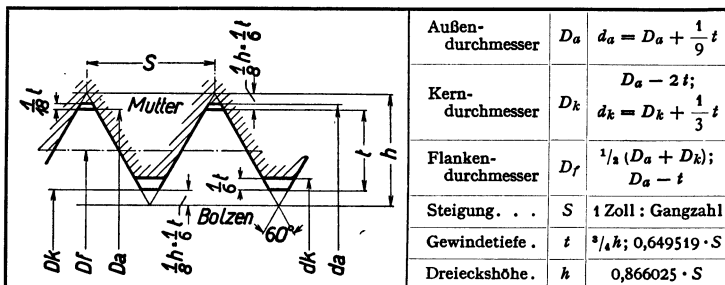 S
1/8 h = 1/6 t
1/18 t
Mutter
t
h
1/6 t
Bolzen
1/8 h = 1/6 t
60°
Dk
Df
Da
dk
da
Außen-
durchmesser Da da = Da + 1/9 t
Kern-
durchmesser Dk Da − 2 t;
dk = Dk + 1/3 t
Flanken-
durchmesser Df 1/2 (Da + Dk);
Da − t
Steigung . . . S 1 Zoll : Gangzahl
Gewindetiefe . t 3/4 h; 0,649519 · S
Dreieckshöhe . h 0,866025 · S